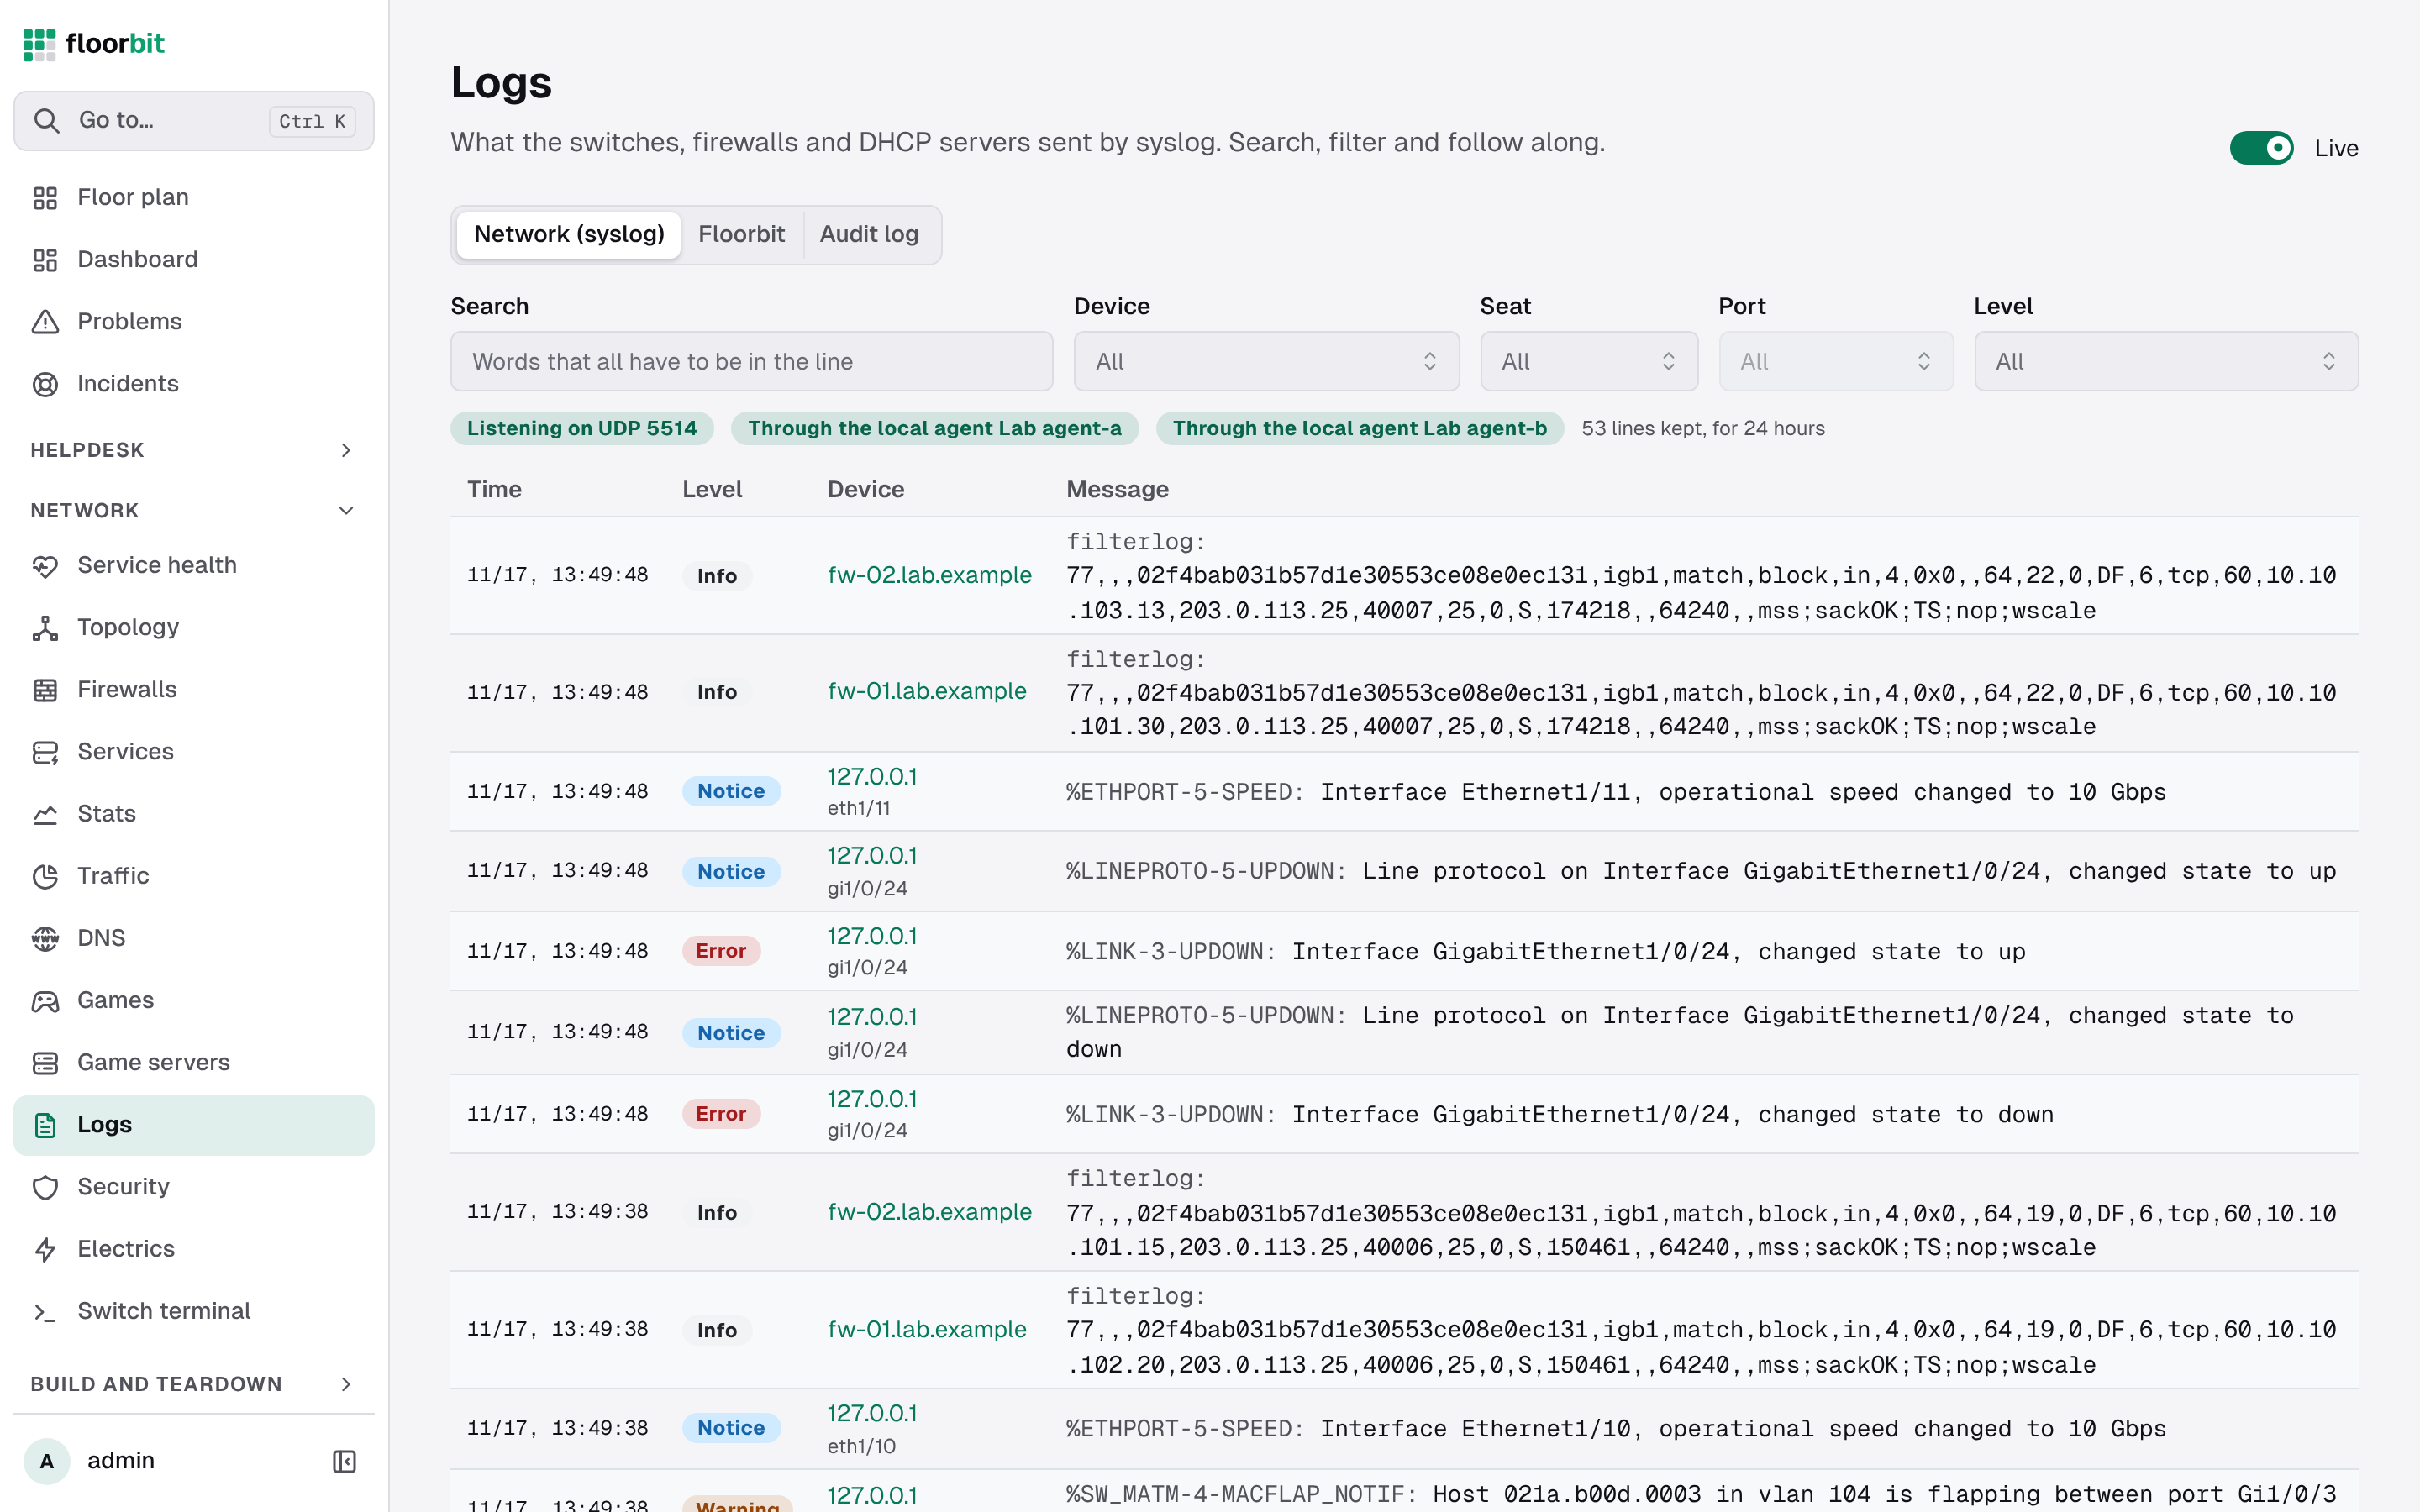 floorbit
Go to...
Ctrl K
Floor plan
Dashboard
Problems
Incidents
HELPDESK
NETWORK
Service health
Topology
Firewalls
Services
Stats
Traffic
DNS
Games
Game servers
Logs
Security
Electrics
Switch terminal
BUILD AND TEARDOWN
A admin
Logs
What the switches, firewalls and DHCP servers sent by syslog. Search, filter and follow along.
Live
Network (syslog) Floorbit Audit log
Search Device Seat Port Level
Words that all have to be in the line All All All All
Listening on UDP 5514 Through the local agent Lab agent-a Through the local agent Lab agent-b 53 lines kept, for 24 hours
Time Level Device Message
filterlog:
11/17, 13:49:48 Info fw-02.lab.example 77,,,02f4bab031b57d1e30553ce08e0ec131,igb1,match,block,in,4,0x0,,64,22,0,DF,6,tcp,60,10.10
.103.13,203.0.113.25,40007,25,0,S,174218,,64240,,mss;sackOK;TS;nop;wscale
filterlog:
11/17, 13:49:48 Info fw-01.lab.example 77,,,02f4bab031b57d1e30553ce08e0ec131,igb1,match,block,in,4,0x0,,64,22,0,DF,6,tcp,60,10.10
.101.30,203.0.113.25,40007,25,0,S,174218,,64240,,mss;sackOK;TS;nop;wscale
11/17, 13:49:48 Notice 127.0.0.1 %ETHPORT-5-SPEED: Interface Ethernet1/11, operational speed changed to 10 Gbps
eth1/11
11/17, 13:49:48 Notice 127.0.0.1 %LINEPROTO-5-UPDOWN: Line protocol on Interface GigabitEthernet1/0/24, changed state to up
gi1/0/24
11/17, 13:49:48 Error 127.0.0.1 %LINK-3-UPDOWN: Interface GigabitEthernet1/0/24, changed state to up
gi1/0/24
11/17, 13:49:48 Notice 127.0.0.1 %LINEPROTO-5-UPDOWN: Line protocol on Interface GigabitEthernet1/0/24, changed state to
gi1/0/24 down
11/17, 13:49:48 Error 127.0.0.1 %LINK-3-UPDOWN: Interface GigabitEthernet1/0/24, changed state to down
gi1/0/24
filterlog:
11/17, 13:49:38 Info fw-02.lab.example 77,,,02f4bab031b57d1e30553ce08e0ec131,igb1,match,block,in,4,0x0,,64,19,0,DF,6,tcp,60,10.10
.101.15,203.0.113.25,40006,25,0,S,150461,,64240,,mss;sackOK;TS;nop;wscale
filterlog:
11/17, 13:49:38 Info fw-01.lab.example 77,,,02f4bab031b57d1e30553ce08e0ec131,igb1,match,block,in,4,0x0,,64,19,0,DF,6,tcp,60,10.10
.102.20,203.0.113.25,40006,25,0,S,150461,,64240,,mss;sackOK;TS;nop;wscale
11/17, 13:49:38 Notice 127.0.0.1 %ETHPORT-5-SPEED: Interface Ethernet1/10, operational speed changed to 10 Gbps
eth1/10
11/17, 13:49:38 Warning 127.0.0.1 %SW_MATM-4-MACFLAP_NOTIF: Host 021a.b00d.0003 in vlan 104 is flapping between port Gi1/0/3